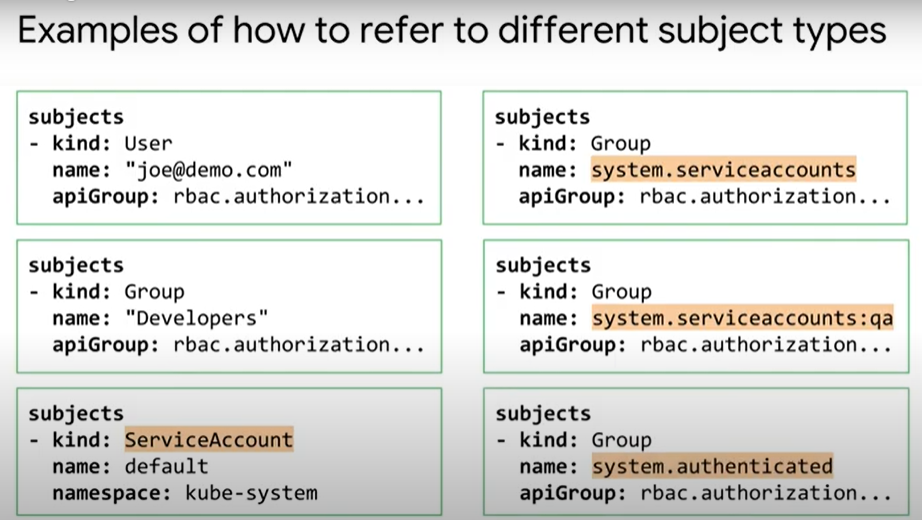 Examples of how to refer to different subject types
subjects
- kind: User
name: "joe@demo.com"
apiGroup: rbac.authorization...
subjects
- kind: Group
name: "Developers"
apiGroup: rbac.authorization...
subjects
- kind: ServiceAccount
name: default
namespace: kube-system
subjects
- kind: Group
name: system.serviceaccounts
apiGroup: rbac.authorization...
subjects
- kind: Group
name: system.serviceaccounts:qa
apiGroup: rbac.authorization...
subjects
- kind: Group
name: system.authenticated
apiGroup: rbac.authorization...